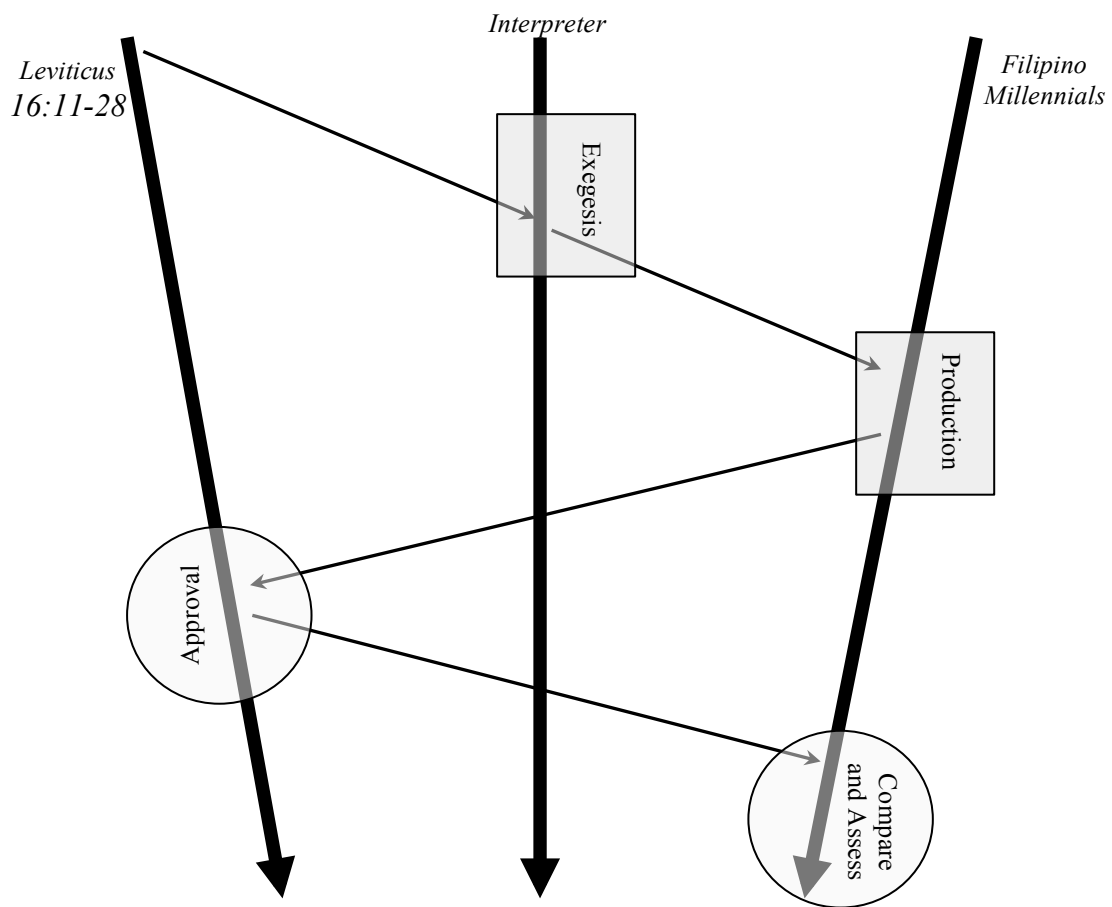 Interpreter
Leviticus
16:11-28
Filipino
Millennials
Exegesis
Production
Approval
Compare
and Assess